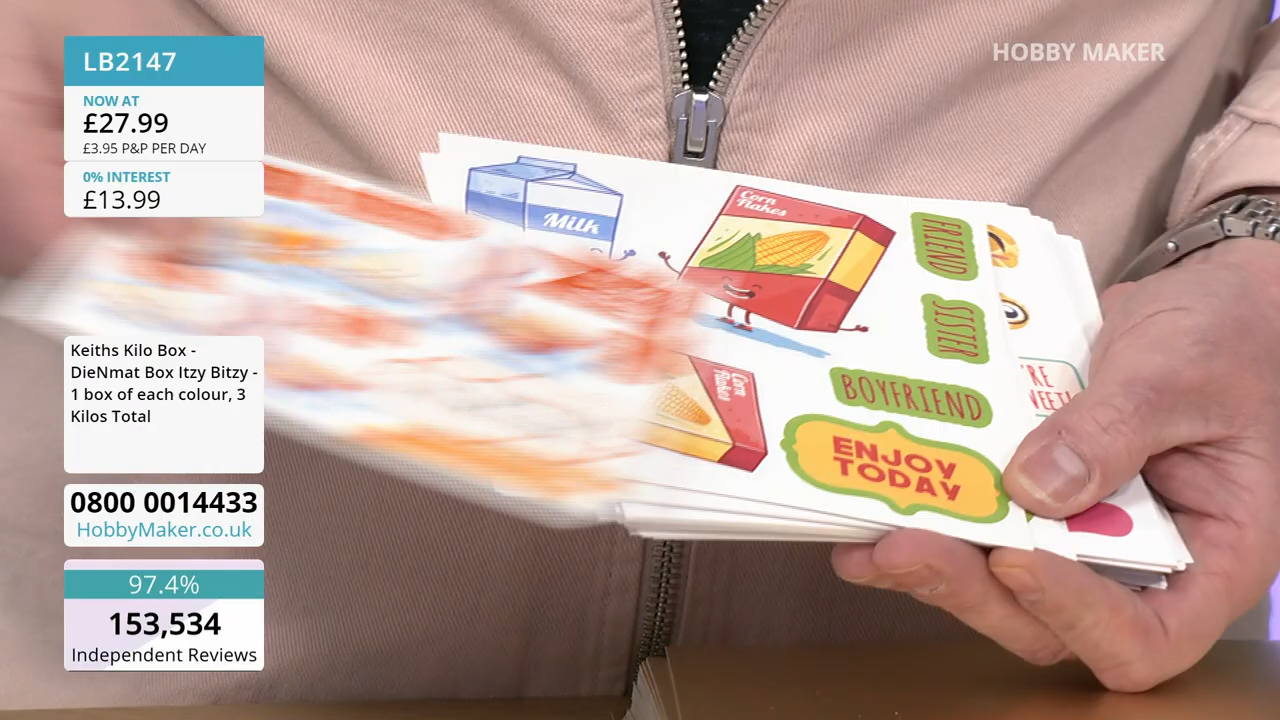 LB2147
NOW AT
£27.99
£3.95 P&P PER DAY
0% INTEREST
£13.99
Keiths Kilo Box -
DieNmat Box Itzy Bitzy -
1 box of each colour, 3
Kilos Total
0800 0014433
HobbyMaker.co.uk
97.4%
153,534
Independent Reviews
HOBBY MAKER
Milk
Corn
Flakes
FRIEND
SISTER
BOYFRIEND
ENJOY
TODAY
Corn
Flakes